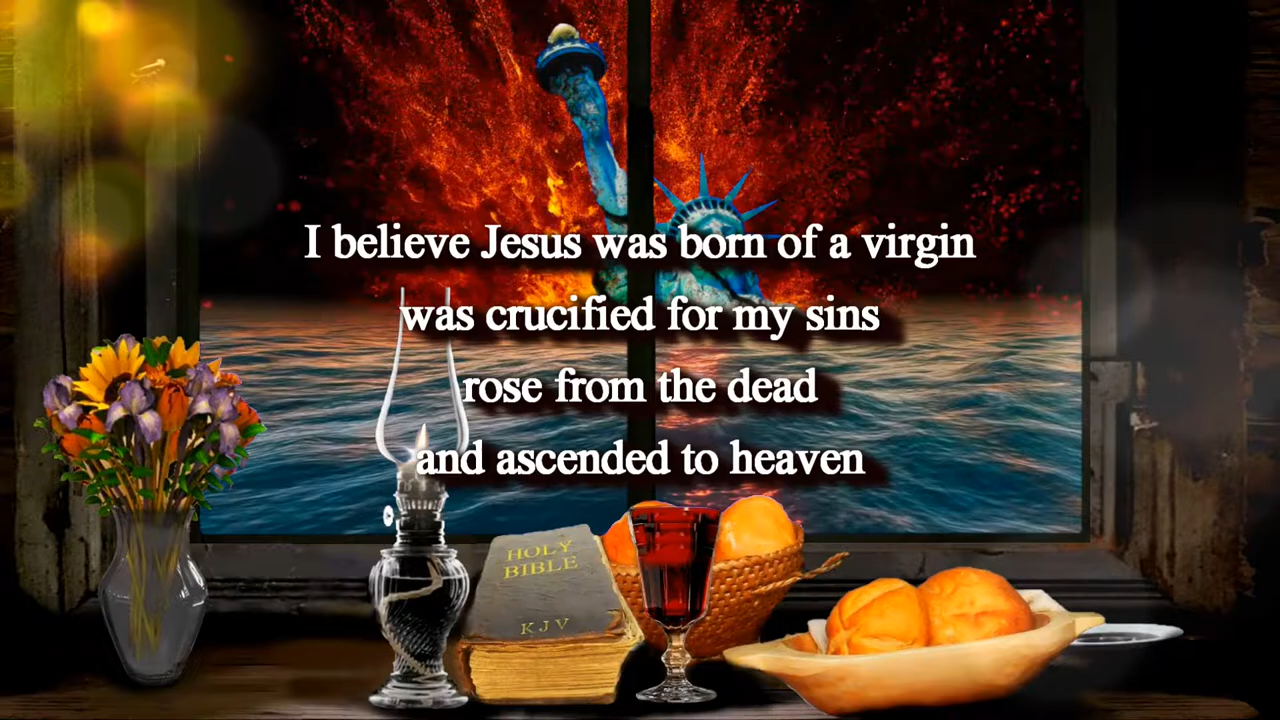 I believe Jesus was born of a virgin
was crucified for my sins
rose from the dead
and ascended to heaven
HOLY
BIBLE
KJV